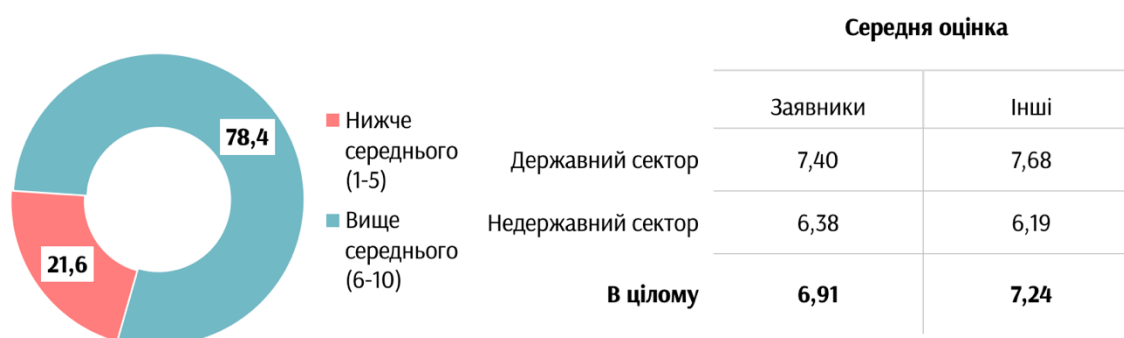 78,4
21,6
Нижче
середнього
(1-5)
Вище
середнього
(6-10)
Середня оцінка
Заявники Інші
Державний сектор 7,40 7,68
Недержавний сектор 6,38 6,19
В цілому 6,91 7,24